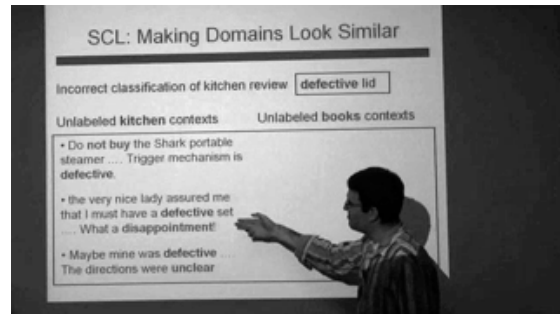 SCL: Making Domains Look Similar
Incorrect classification of kitchen review defective lid
Unlabeled kitchen contexts
Unlabeled books contexts
• Do not buy the Shark portable
steamer .... Trigger mechanism is
defective.
• the very nice lady assured me
that I must have a defective set
.... What a disappointment!
• Maybe mine was defective ....
The directions were unclear